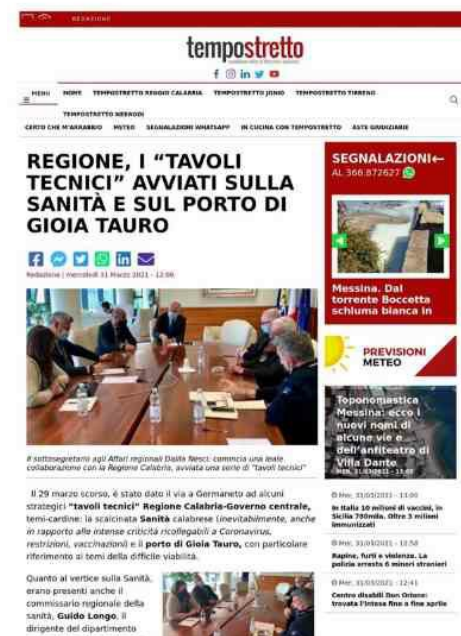 REDAZIONE
tempostretto
MENU
HOME TEMPOSTRETTO REGGIO CALABRIA TEMPOSTRETTO JONIO TEMPOSTRETTO TIRRENO
TEMPOSTRETTO NEBRODI
CERTO CHE M'ARRABBIO METEO SEGNALAZIONI WHATSAPP IN CUCINA CON TEMPOSTRETTO ASTE GIUDIZIARIE
REGIONE, I “TAVOLI
TECNICI” AVVIATI SULLA
SANITÀ E SUL PORTO DI
GIOIA TAURO
Redazione | mercoledì 31 Marzo 2021 - 12:06
Il sottosegretario agli Affari regionali Dalila Nesci: comincia una leale
collaborazione con la Regione Calabria, avviata una serie di “tavoli tecnici”
Il 29 marzo scorso, è stato dato il via a Germaneto ad alcuni
strategici “tavoli tecnici” Regione Calabria-Governo centrale,
temi-cardine: la scalcinata Sanità calabrese (inevitabilmente, anche
in rapporto alle intense criticità ricollegabili a Coronavirus,
restrizioni, vaccinazioni) e il porto di Gioia Tauro, con particolare
riferimento ai temi della difficile viabilità.
Quanto al vertice sulla Sanità,
erano presenti anche il
commissario regionale della
sanità, Guido Longo, il
dirigente del dipartimento
SEGNALAZIONI←
AL 366.872627
Messina. Dal
torrente Boccetta
schiuma bianca in
PREVISIONI
METEO
Toponomastica
Messina: ecco i
nuovi nomi di
alcune vie e
dell'anfiteatro di
Villa Dante
Mer, 31/03/2021 - 13:00
In Italia 10 milioni di vaccini, in
Sicilia 700mila. Oltre 3 milioni
immunizzati
Mer, 31/03/2021 - 12:58
Rapine, furti e violenza. La
polizia arresta 6 minori stranieri
Mer, 31/03/2021 - 12:41
Centro disabili Don Orione:
trovata l'intesa fino a fine aprile